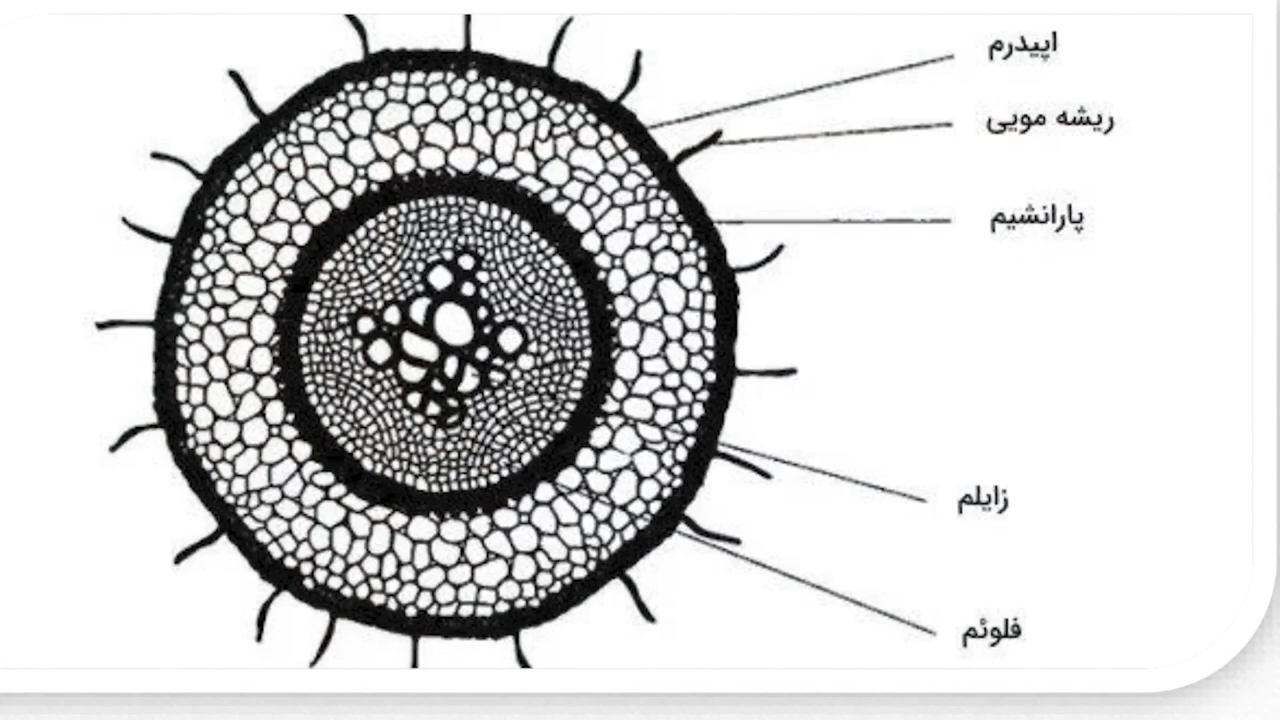 اپیدرم
ریشه مویی
پارانشیم
زایلم
فلوئم